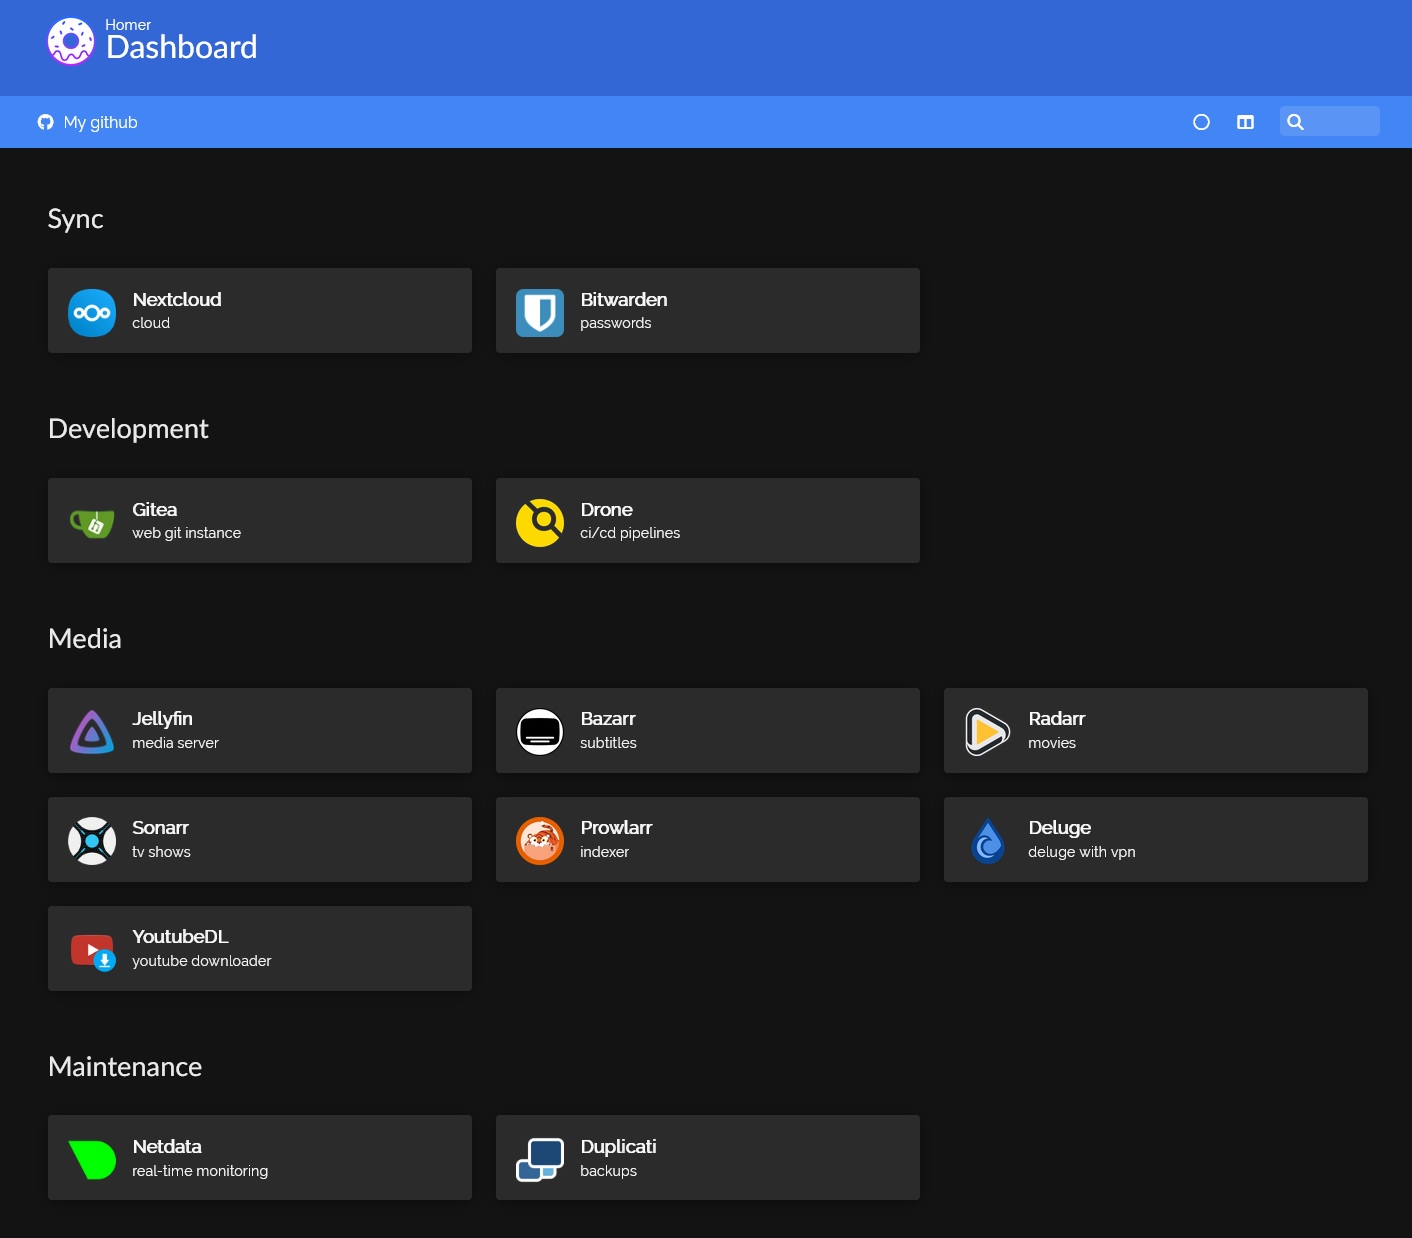 Homer
Dashboard
My github
Sync
Nextcloud
cloud
Bitwarden
passwords
Development
Gitea
web git instance
Drone
ci/cd pipelines
Media
Jellyfin
media server
Bazarr
subtitles
Radarr
movies
Sonarr
tv shows
Prowlarr
indexer
Deluge
deluge with vpn
YoutubeDL
youtube downloader
Maintenance
Netdata
real-time monitoring
Duplicati
backups